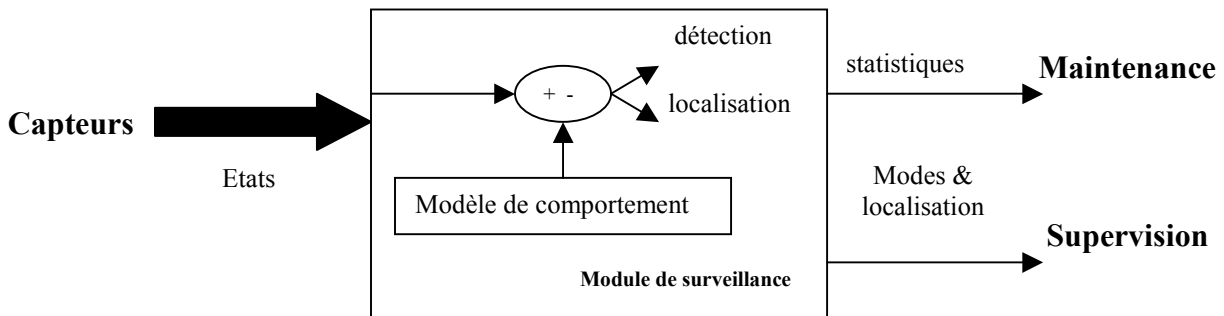 Capteurs
Etats
+ -
détection
localisation
Modèle de comportement
Module de surveillance
statistiques
Maintenance
Modes &
localisation
Supervision